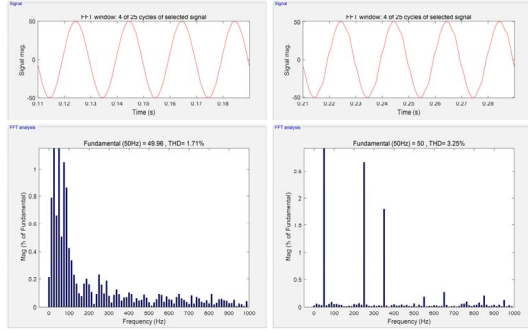 Signal
FFT window: 4 of 25 cycles of selected signal
50
0
-50
Signal mag.
0.11 0.12 0.13 0.14 0.15 0.16 0.17 0.18
Time (s)
Signal
FFT window: 4 of 25 cycles of selected signal
50
0
-50
Signal mag.
0.21 0.22 0.23 0.24 0.25 0.26 0.27 0.28
Time (s)
FFT analysis
Fundamental (50Hz) = 49.96 , THD= 1.71%
1
0.8
0.6
0.4
0.2
0
Mag (% of Fundamental)
0 100 200 300 400 500 600 700 800 900 1000
Frequency (Hz)
FFT analysis
Fundamental (50Hz) = 50 , THD= 3.25%
2
1
0
Mag (% of Fundamental)
0 100 200 300 400 500 600 700 800 900 1000
Frequency (Hz)